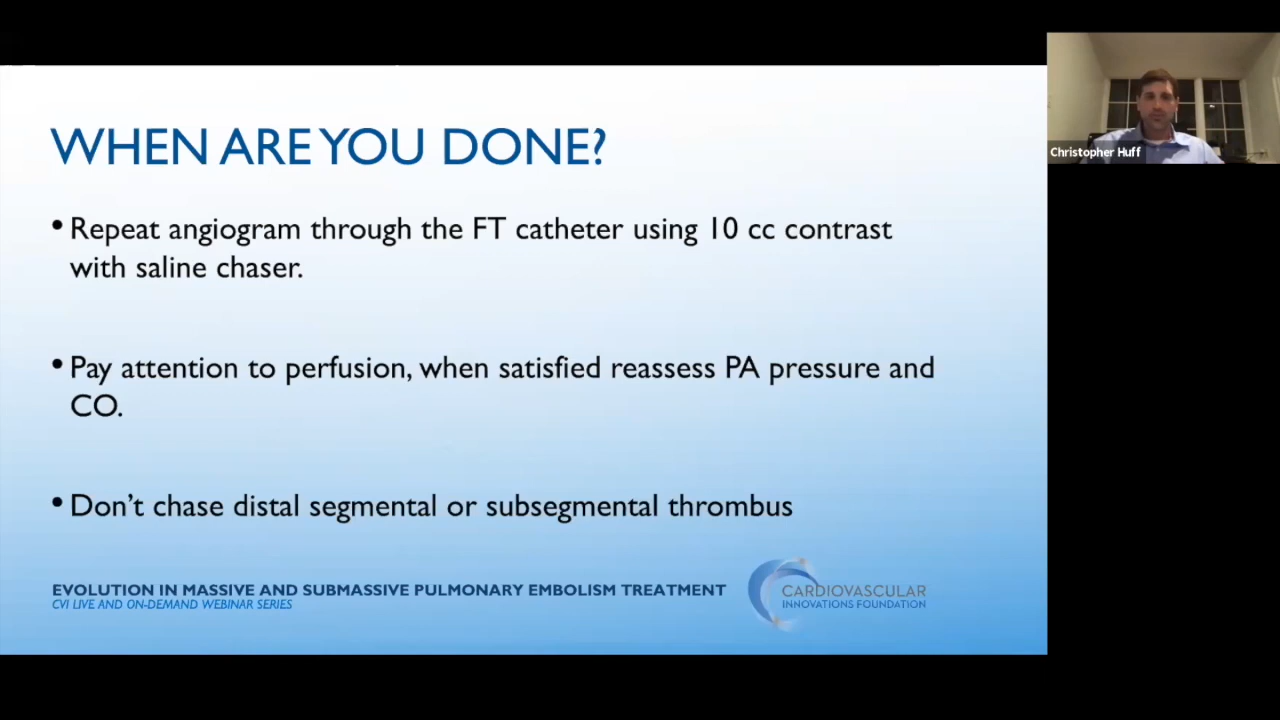 WHEN ARE YOU DONE?
• Repeat angiogram through the FT catheter using 10 cc contrast
with saline chaser.
• Pay attention to perfusion, when satisfied reassess PA pressure and
CO.
• Don't chase distal segmental or subsegmental thrombus
EVOLUTION IN MASSIVE AND SUBMASSIVE PULMONARY EMBOLISM TREATMENT
CVI LIVE AND ON-DEMAND WEBINAR SERIES
CARDIOVASCULAR
INNOVATIONS FOUNDATION
Christopher Huff